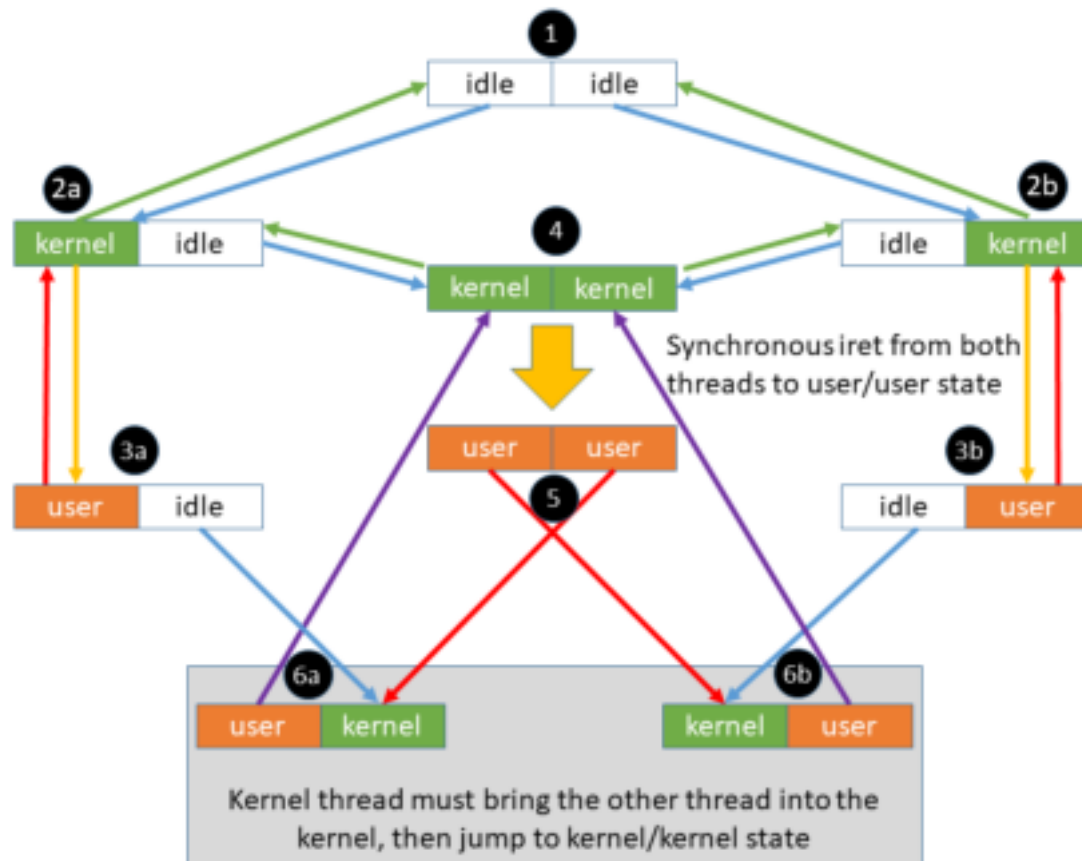 1
idle idle
2a
2b
kernel idle
4
idle kernel
kernel kernel
Synchronous iret from both
threads to user/user state
3a
user user
3b
user idle
5
idle user
6a
6b
user kernel
kernel user
Kernel thread must bring the other thread into the
kernel, then jump to kernel/kernel state